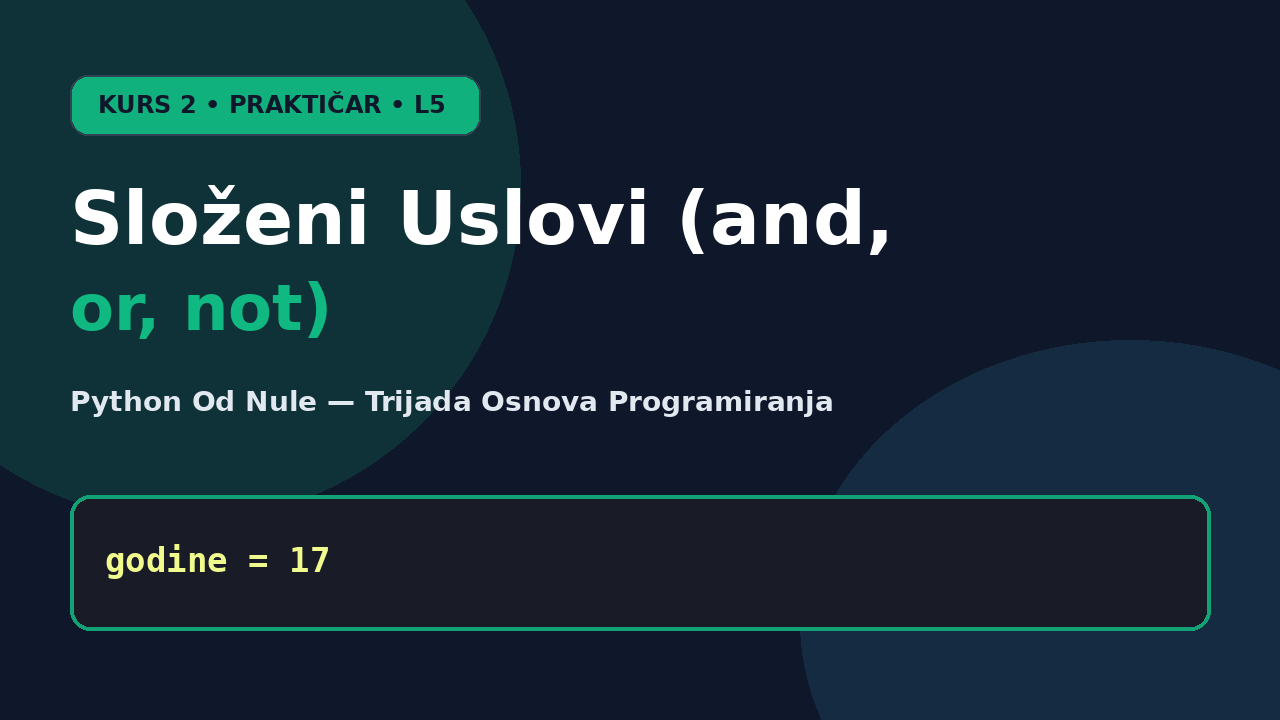 KURS 2 • PRAKTIČAR • L5
Složeni Uslovi (and,
or, not)
Python Od Nule — Trijada Osnova Programiranja
godine = 17